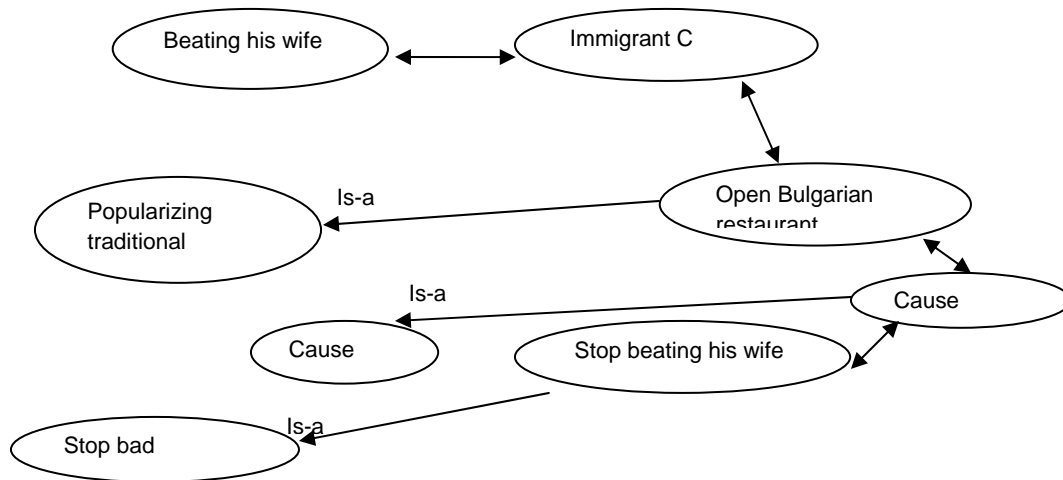 Beating his wife
Immigrant C
Open Bulgarian
restaurant
Is-a
Popularizing
traditional
Is-a
Cause
Cause
Stop beating his wife
Is-a
Stop bad